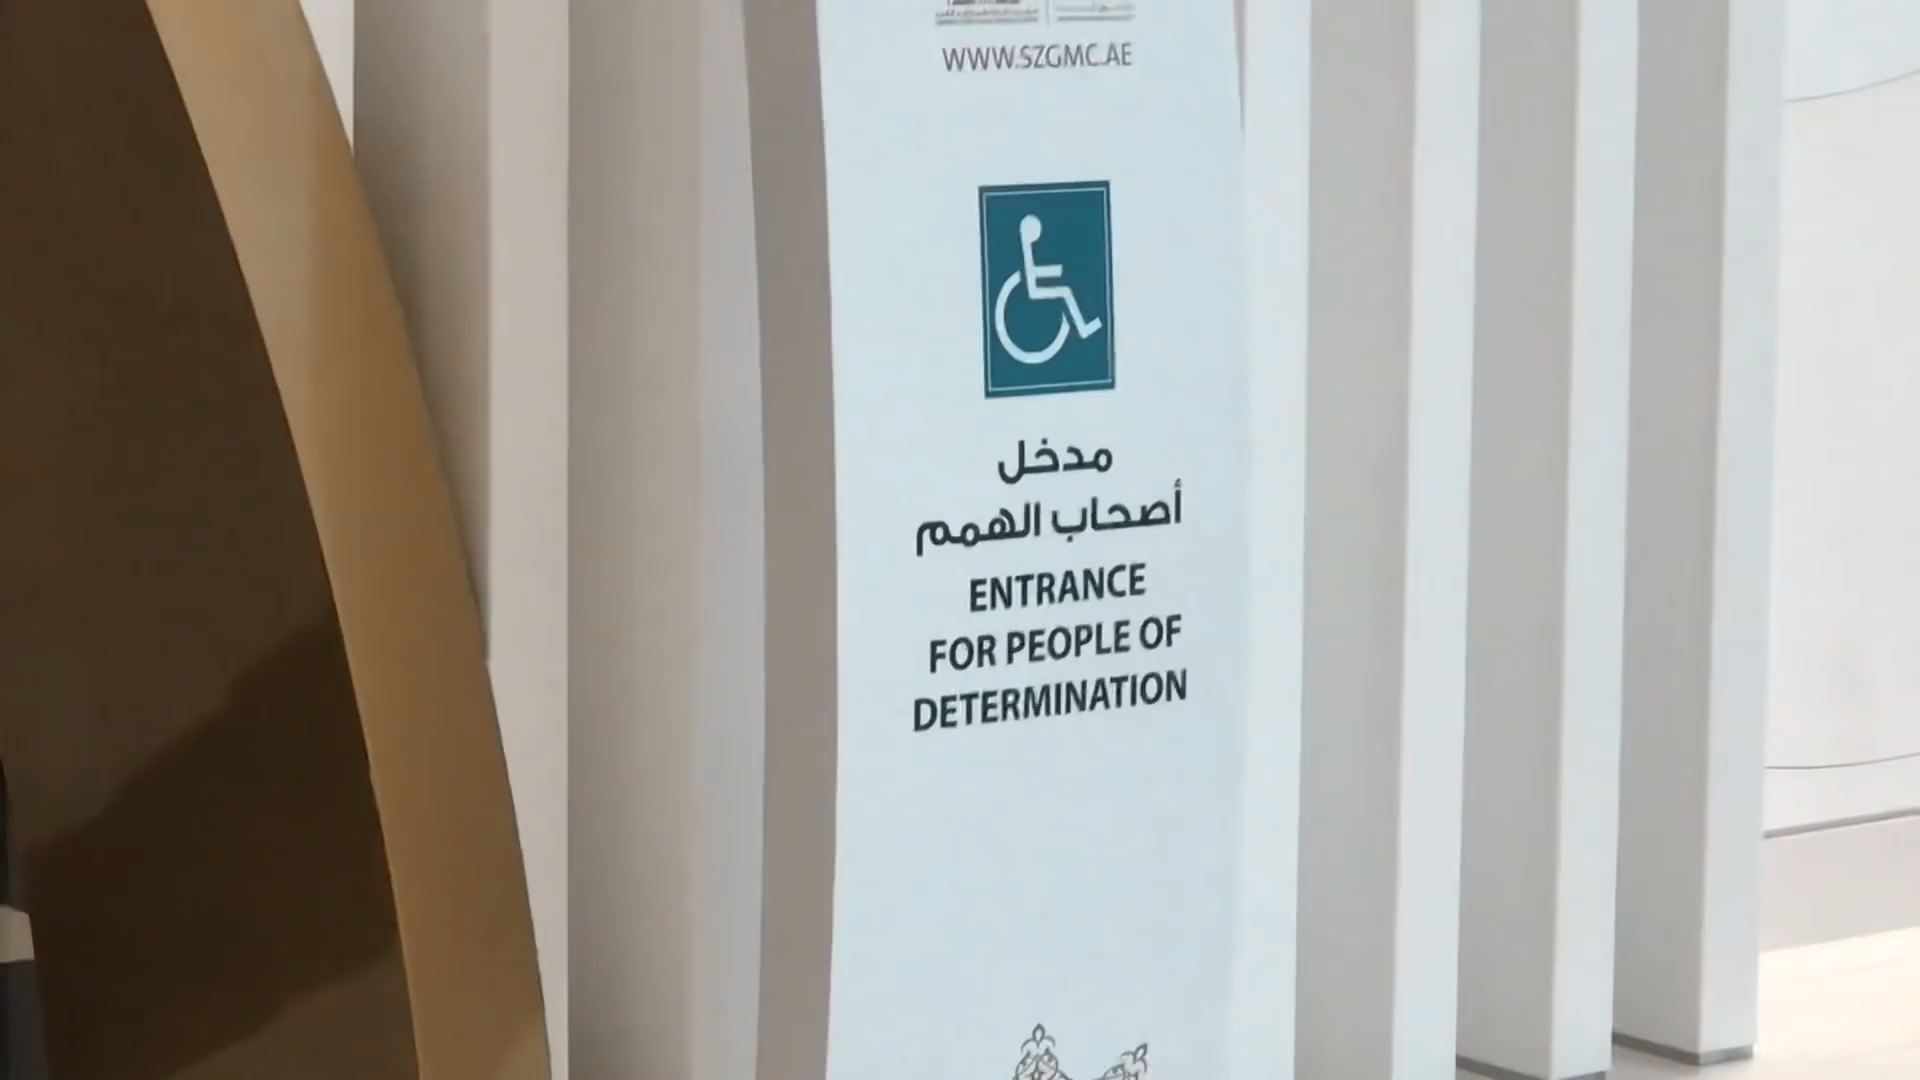 WWW.SZGMC.AE
مدخل
أصحاب الهمم
ENTRANCE
FOR PEOPLE OF
DETERMINATION